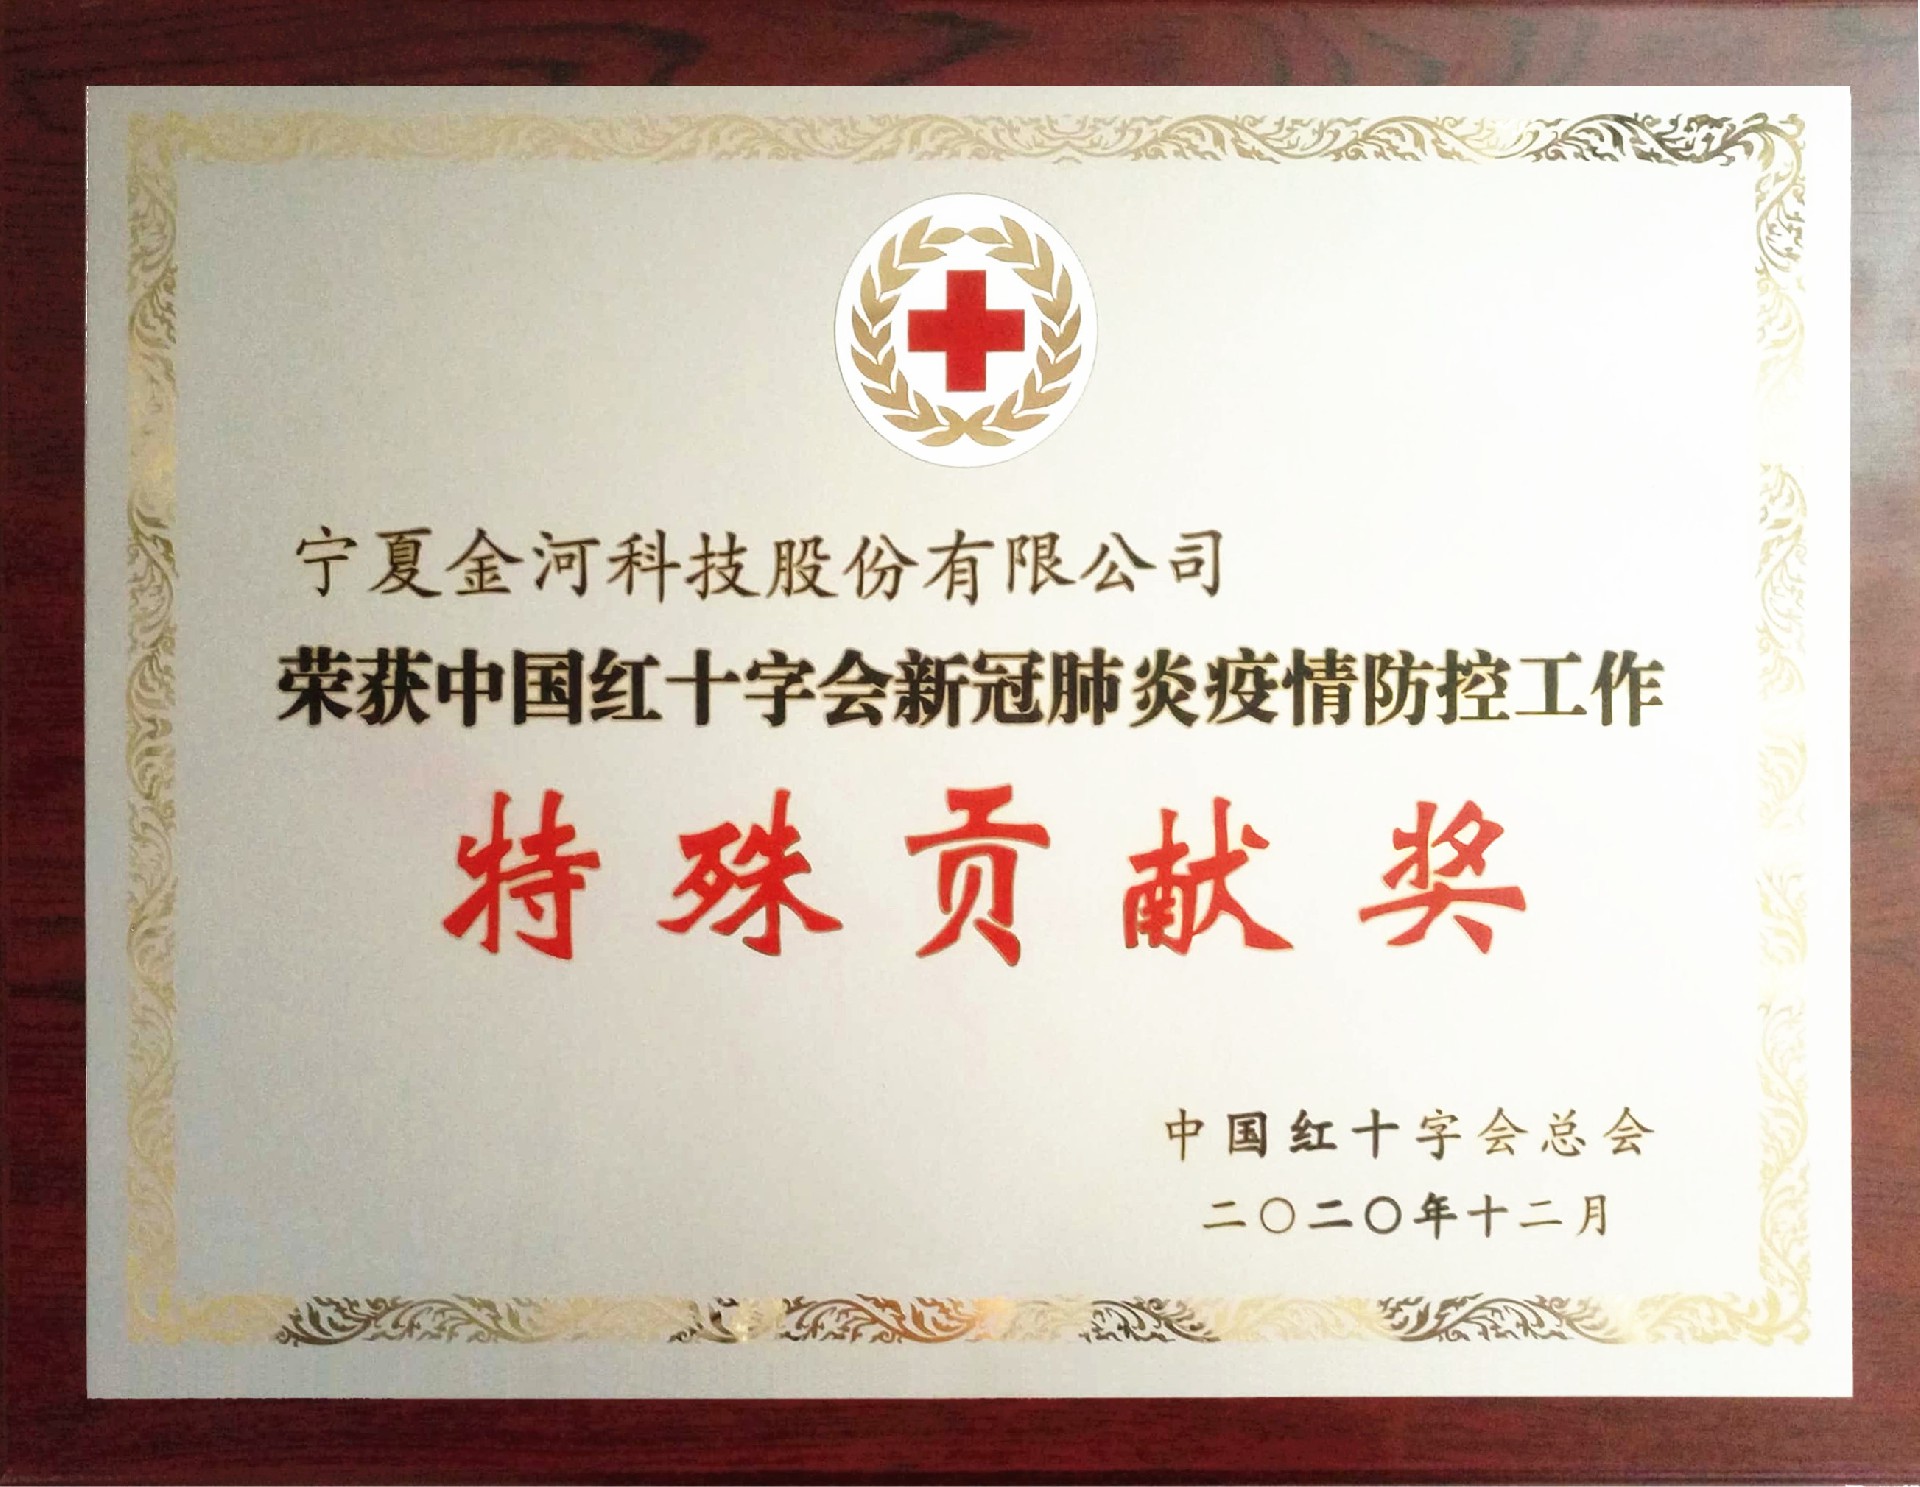 宁夏金河科技股份有限公司
荣获中国红十字会新冠肺炎疫情防控工作
特殊贡献奖
中国红十字会总会
二〇二〇年十二月